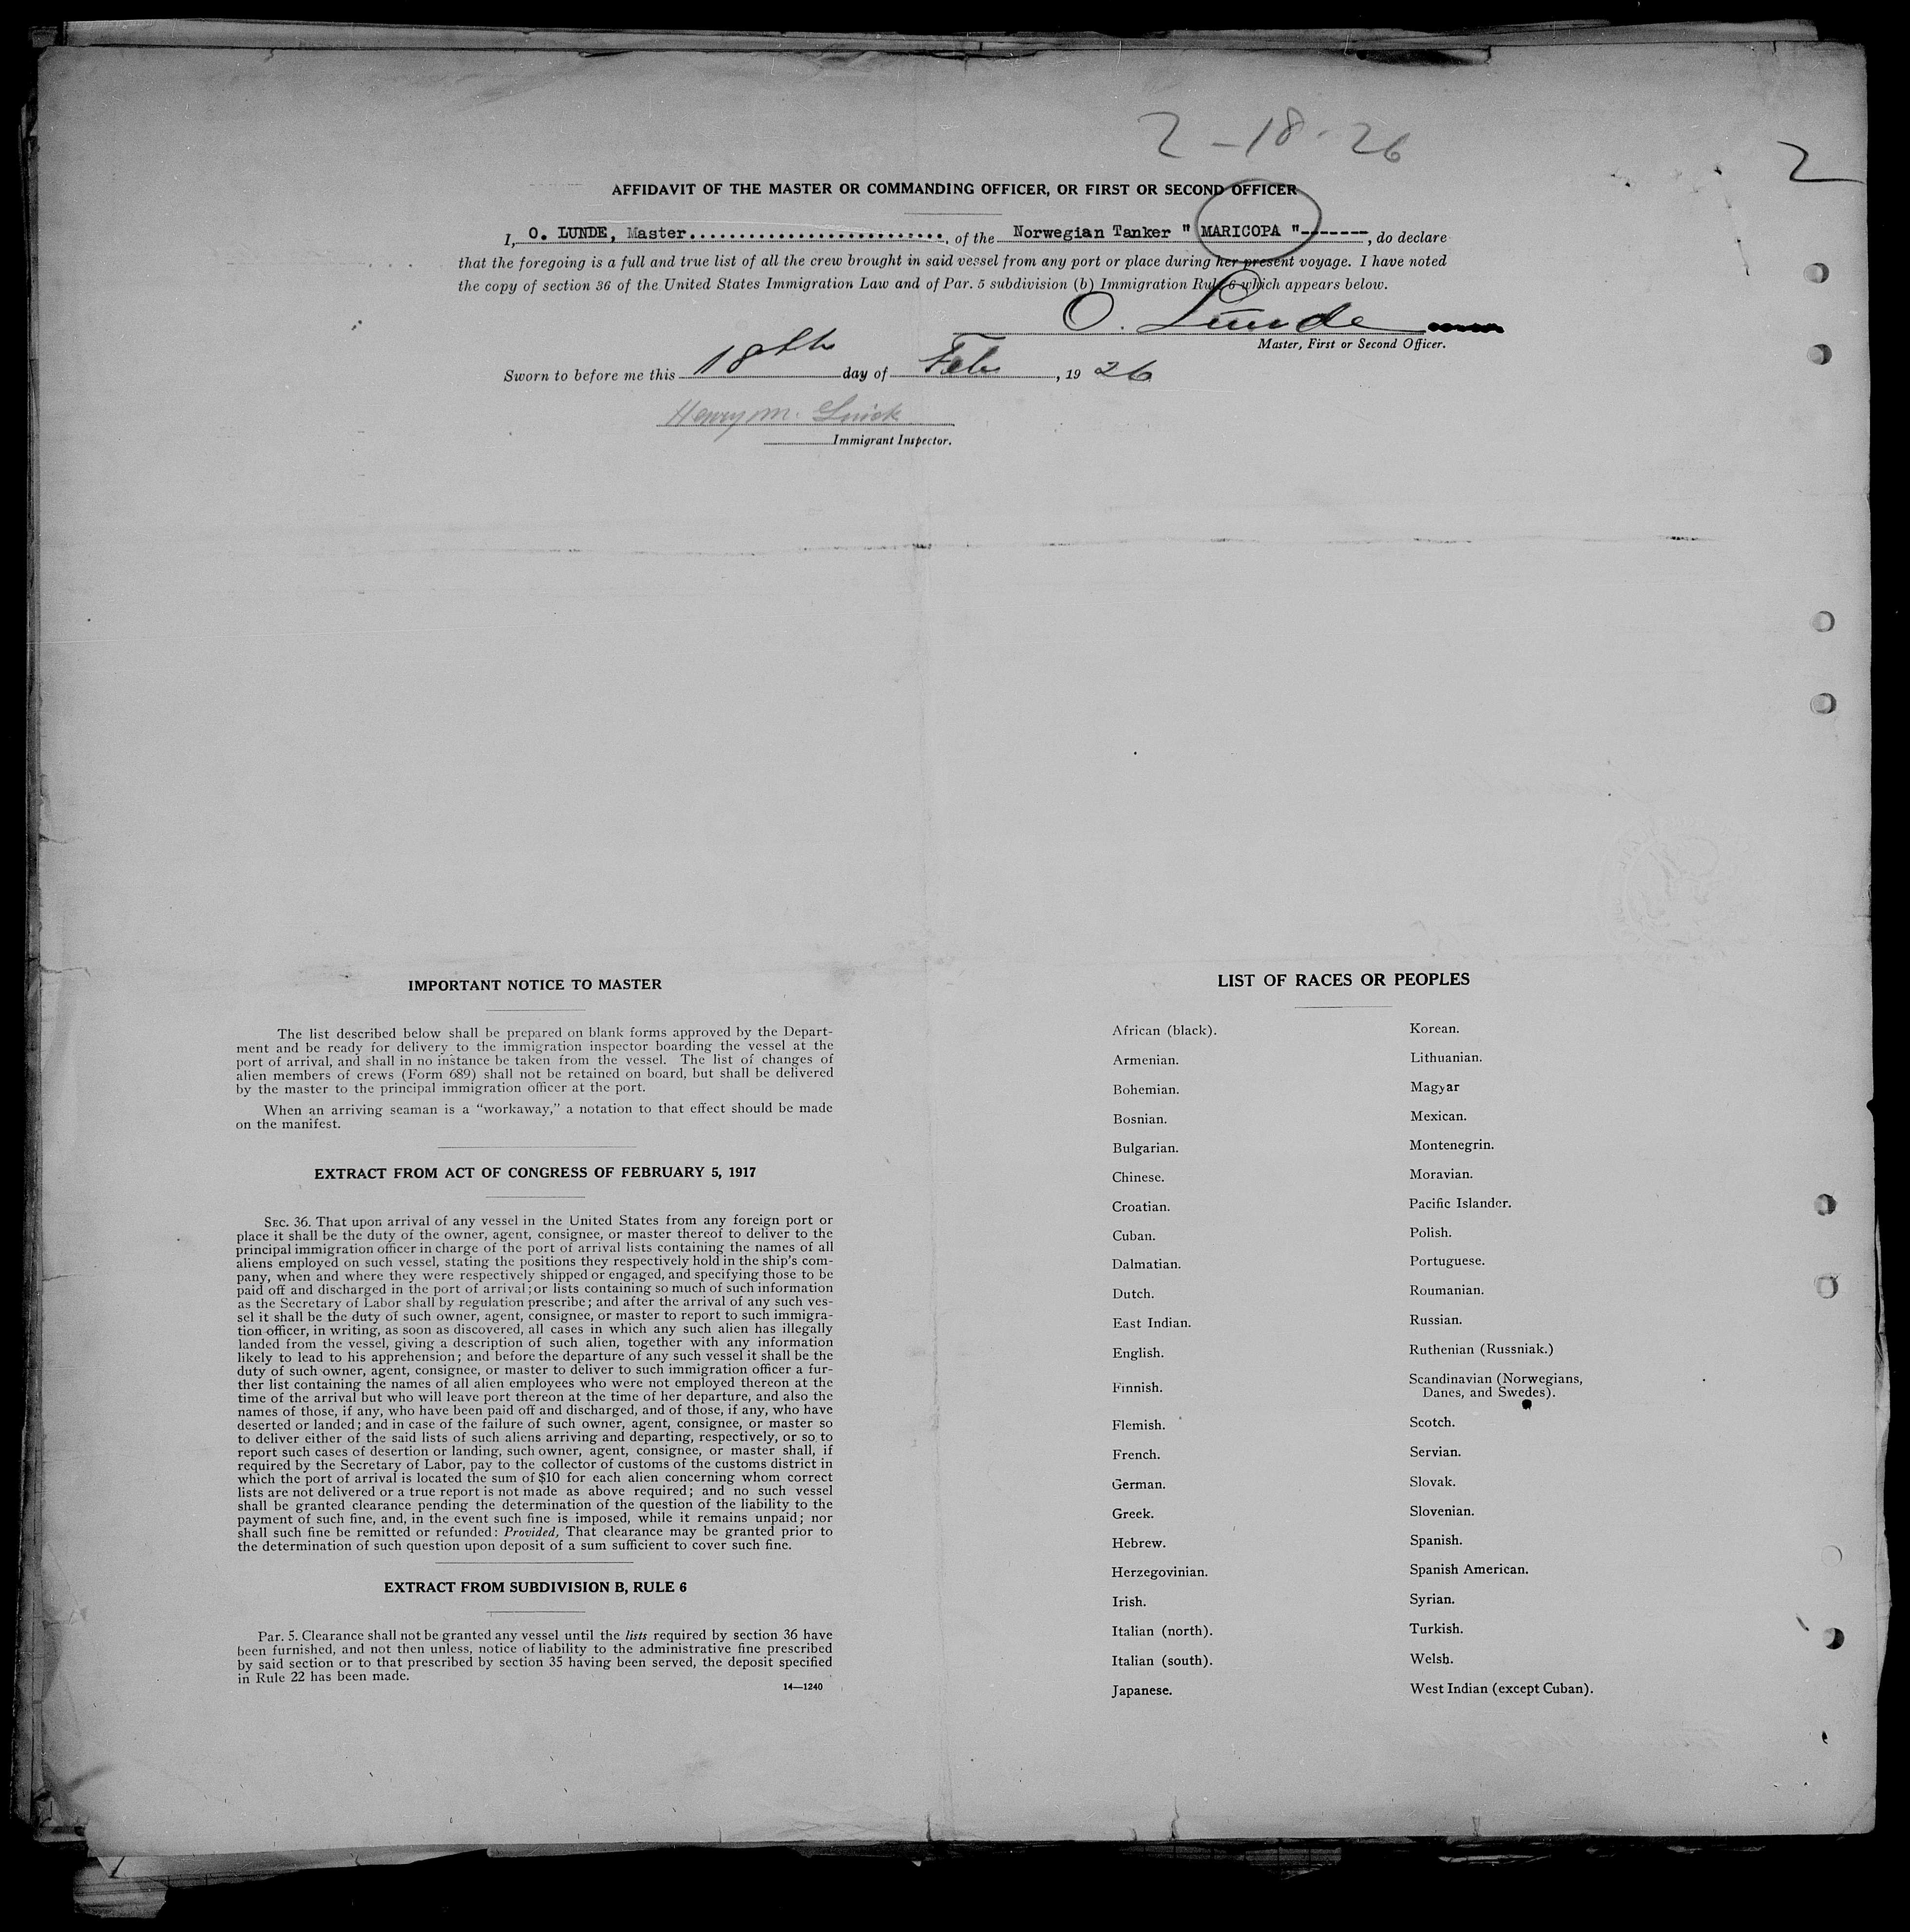 2-18-26
2
AFFIDAVIT OF THE MASTER OR COMMANDING OFFICER, OR FIRST OR SECOND OFFICER
I, O. LUNDE, Master..........................., of the Norwegian Tanker " MARICOPA "-------, do declare
that the foregoing is a full and true list of all the crew brought in said vessel from any port or place during her present voyage. I have noted
the copy of section 36 of the United States Immigration Law and of Par. 5 subdivision (b) Immigration Rule 6 which appears below.
O. Lunde
Master, First or Second Officer.
Sworn to before me this 18th day of Feb, 1926
Henry M.
Immigrant Inspector.
IMPORTANT NOTICE TO MASTER
The list described below shall be prepared on blank forms approved by the Depart-
ment and be ready for delivery to the immigration inspector boarding the vessel at the
port of arrival, and shall in no instance be taken from the vessel. The list of changes of
alien members of crews (Form 689) shall not be retained on board, but shall be delivered
by the master to the principal immigration officer at the port.
When an arriving seaman is a “workaway,” a notation to that effect should be made
on the manifest.
EXTRACT FROM ACT OF CONGRESS OF FEBRUARY 5, 1917
SEC. 36. That upon arrival of any vessel in the United States from any foreign port or
place it shall be the duty of the owner, agent, consignee, or master thereof to deliver to the
principal immigration officer in charge of the port of arrival lists containing the names of all
aliens employed on such vessel, stating the positions they respectively hold in the ship's com-
pany, when and where they were respectively shipped or engaged, and specifying those to be
paid off and discharged in the port of arrival; or lists containing so much of such information
as the Secretary of Labor shall by regulation prescribe; and after the arrival of any such ves-
sel it shall be the duty of such owner, agent, consignee, or master to report to such immigra-
tion officer, in writing, as soon as discovered, all cases in which any such alien has illegally
landed from the vessel, giving a description of such alien, together with any information
likely to lead to his apprehension; and before the departure of any such vessel it shall be the
duty of such owner, agent, consignee, or master to deliver to such immigration officer a fur-
ther list containing the names of all alien employees who were not employed thereon at the
time of the arrival but who will leave port thereon at the time of her departure, and also the
names of those, if any, who have been paid off and discharged, and of those, if any, who have
deserted or landed; and in case of the failure of such owner, agent, consignee, or master so
to deliver either of the said lists of such aliens arriving and departing, respectively, or so to
report such cases of desertion or landing, such owner, agent, consignee, or master shall, if
required by the Secretary of Labor, pay to the collector of customs of the customs district in
which the port of arrival is located the sum of $10 for each alien concerning whom correct
lists are not delivered or a true report is not made as above required; and no such vessel
shall be granted clearance pending the determination of the question of the liability to the
payment of such fine, and, in the event such fine is imposed, while it remains unpaid; nor
shall such fine be remitted or refunded: Provided, That clearance may be granted prior to
the determination of such question upon deposit of a sum sufficient to cover such fine.
EXTRACT FROM SUBDIVISION B, RULE 6
Par. 5. Clearance shall not be granted any vessel until the lists required by section 36 have
been furnished, and not then unless, notice of liability to the administrative fine prescribed
by said section or to that prescribed by section 35 having been served, the deposit specified
in Rule 22 has been made.
14—1240
LIST OF RACES OR PEOPLES
African (black).
Armenian.
Bohemian.
Bosnian.
Bulgarian.
Chinese.
Croatian.
Cuban.
Dalmatian.
Dutch.
East Indian.
English.
Finnish.
Flemish.
French.
German.
Greek.
Hebrew.
Herzegovinian.
Irish.
Italian (north).
Italian (south).
Japanese.
Korean.
Lithuanian.
Magyar
Mexican.
Montenegrin.
Moravian.
Pacific Islander.
Polish.
Portuguese.
Roumanian.
Russian.
Ruthenian (Russniak.)
Scandinavian (Norwegians,
Danes, and Swedes).
Scotch.
Servian.
Slovak.
Slovenian.
Spanish.
Spanish American.
Syrian.
Turkish.
Welsh.
West Indian (except Cuban).